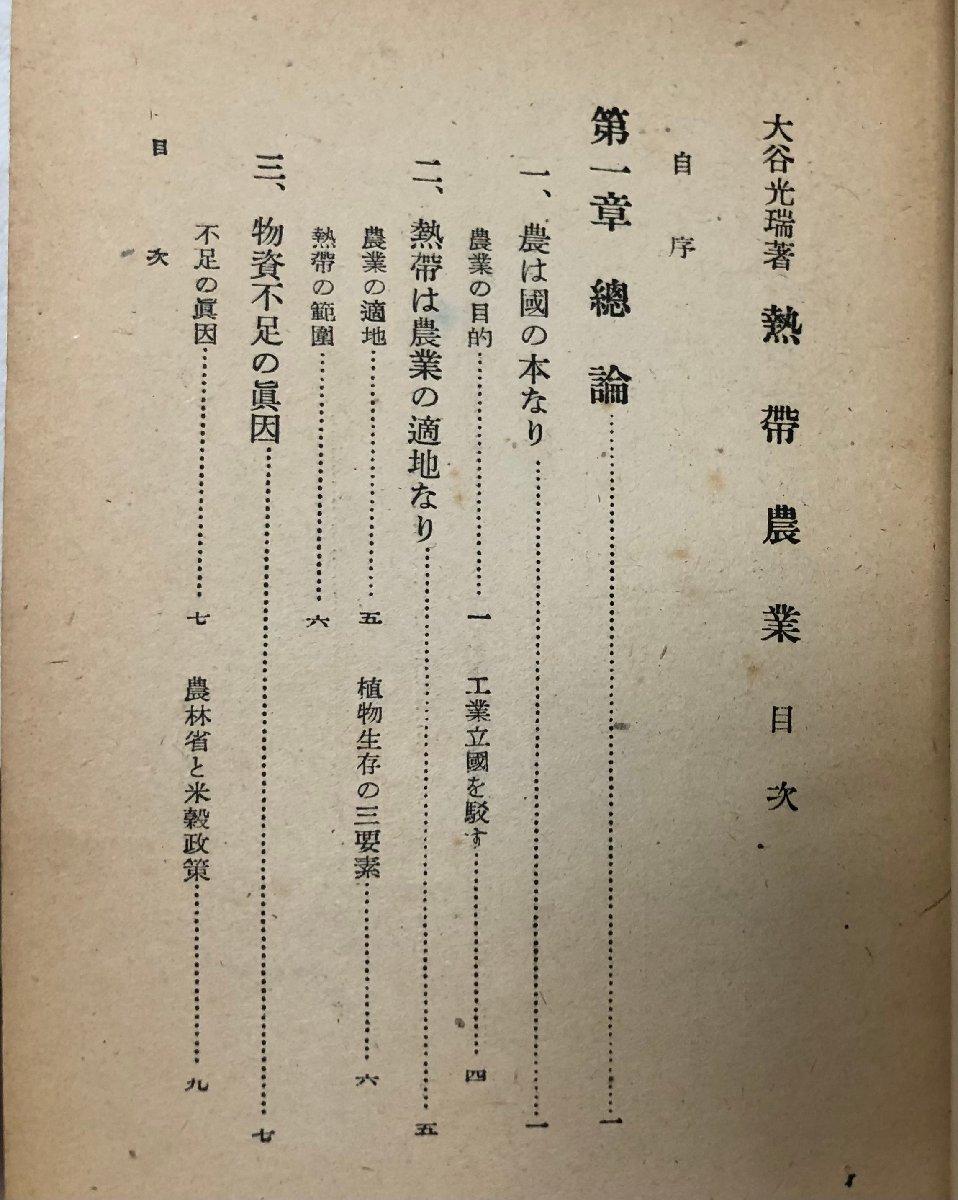 大谷光瑞著 熱帶農業目次
自序
第一章 總論……一
一、農は國の本なり……一
農業の目的……一 工業立國を駁す……四
二、熱帶は農業の適地なり……五
農業の適地……五 植物生存の三要素……六
熱帶の範圍……六
三、物資不足の眞因……七
不足の眞因……七 農林省と米穀政策……九
目次
1